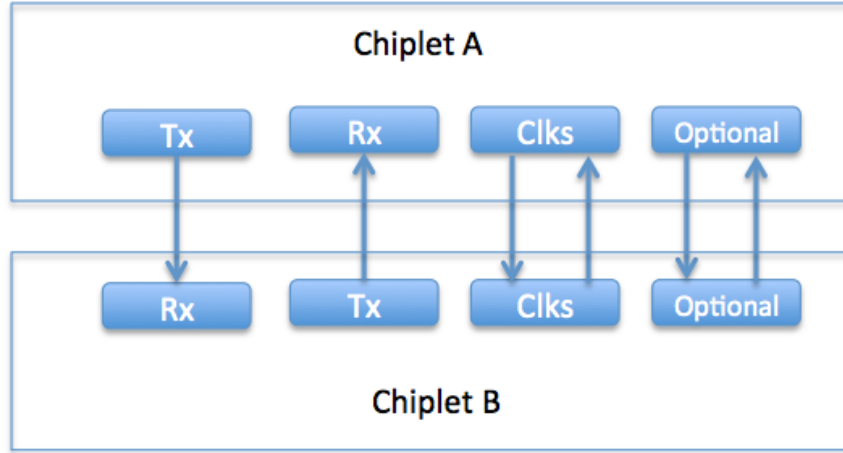 Chiplet A
Tx Rx Clks Optional
Rx Tx Clks Optional
Chiplet B